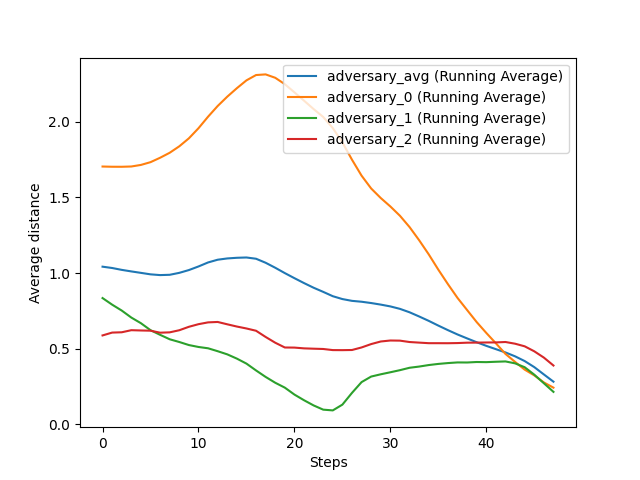 adversary_avg (Running Average)
adversary_0 (Running Average)
adversary_1 (Running Average)
adversary_2 (Running Average)
2.0
1.5
1.0
0.5
0.0
Average distance
0 10 20 30 40
Steps